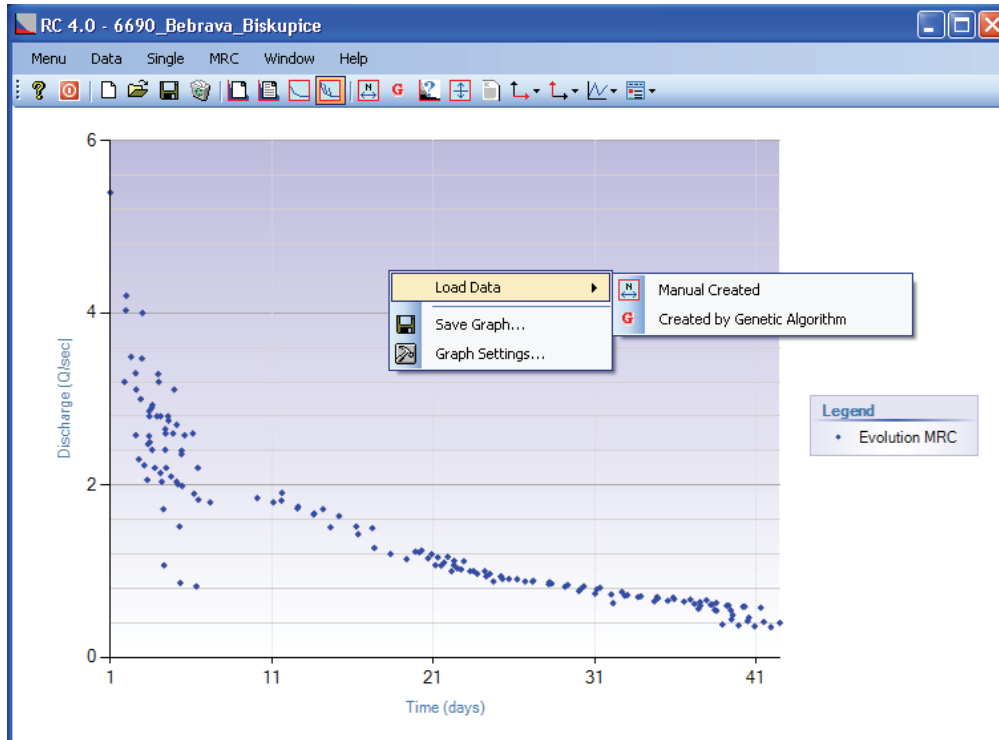 RC 4.0 - 6690_Bebrava_Biskupice
Menu Data Single MRC Window Help
N G
6
4
2
0
Discharge (Q/sec|
Load Data
Save Graph...
Graph Settings...
N Manual Created
G Created by Genetic Algorithm
Legend
Evolution MRC
1 11 21 31 41
Time (days)